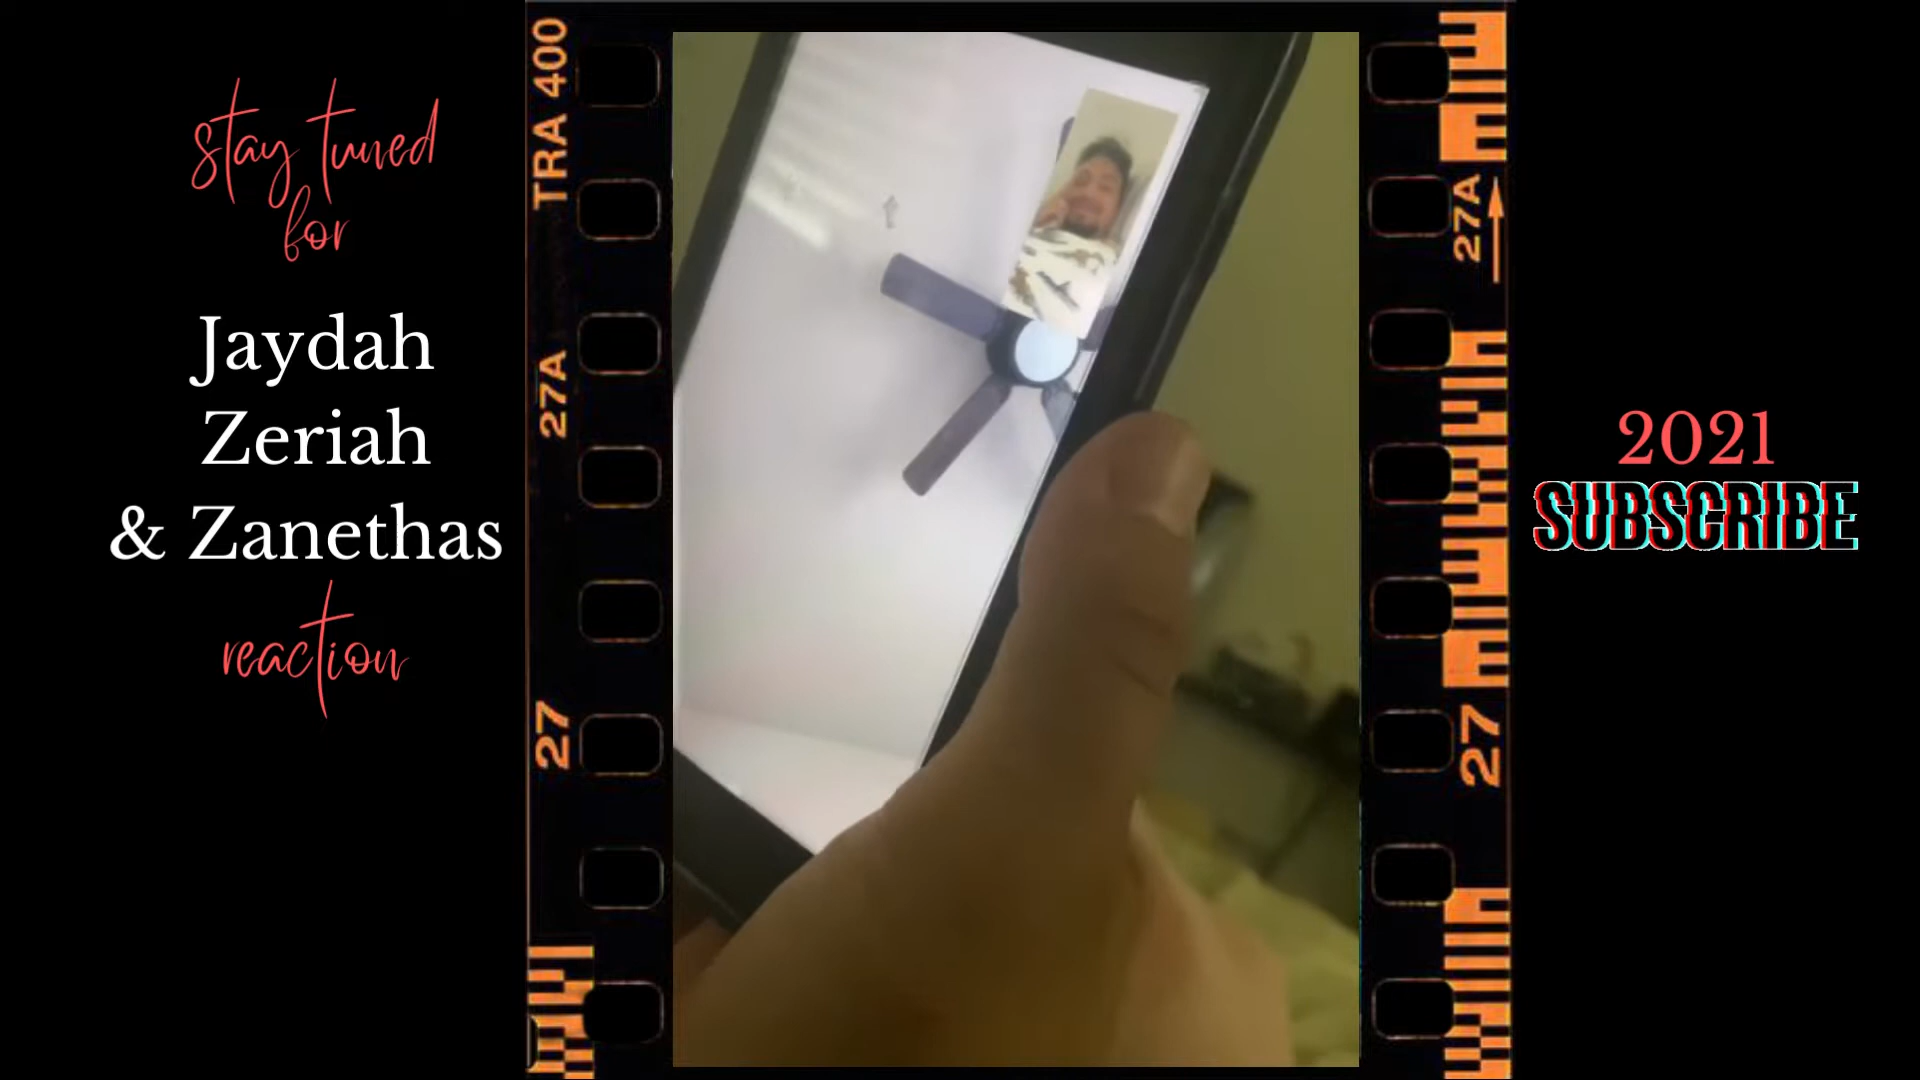 stay tuned
for
Jaydah
Zeriah
& Zanethas
reaction
TRA 400
27A
27
27A
27
2021
SUBSCRIBE